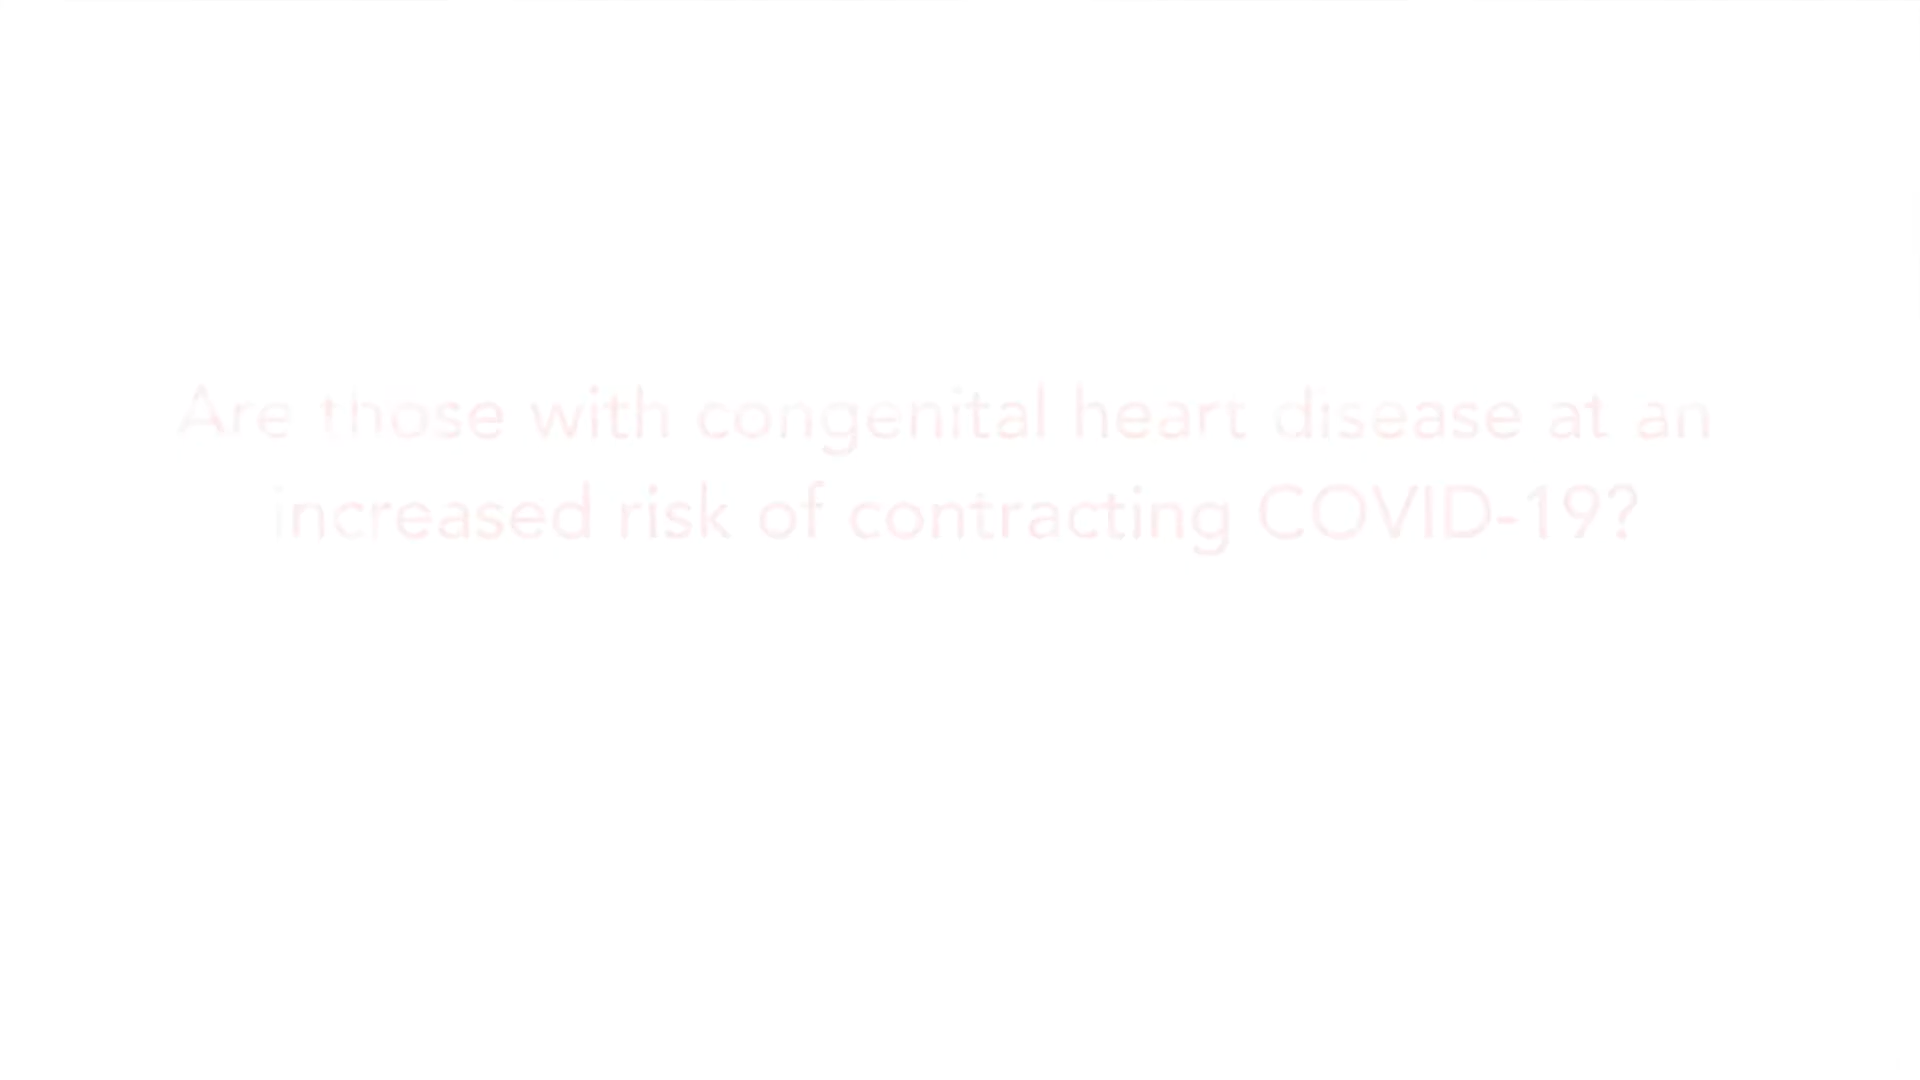 Are those with congenital heart disease at an
increased risk of contracting COVID-19?